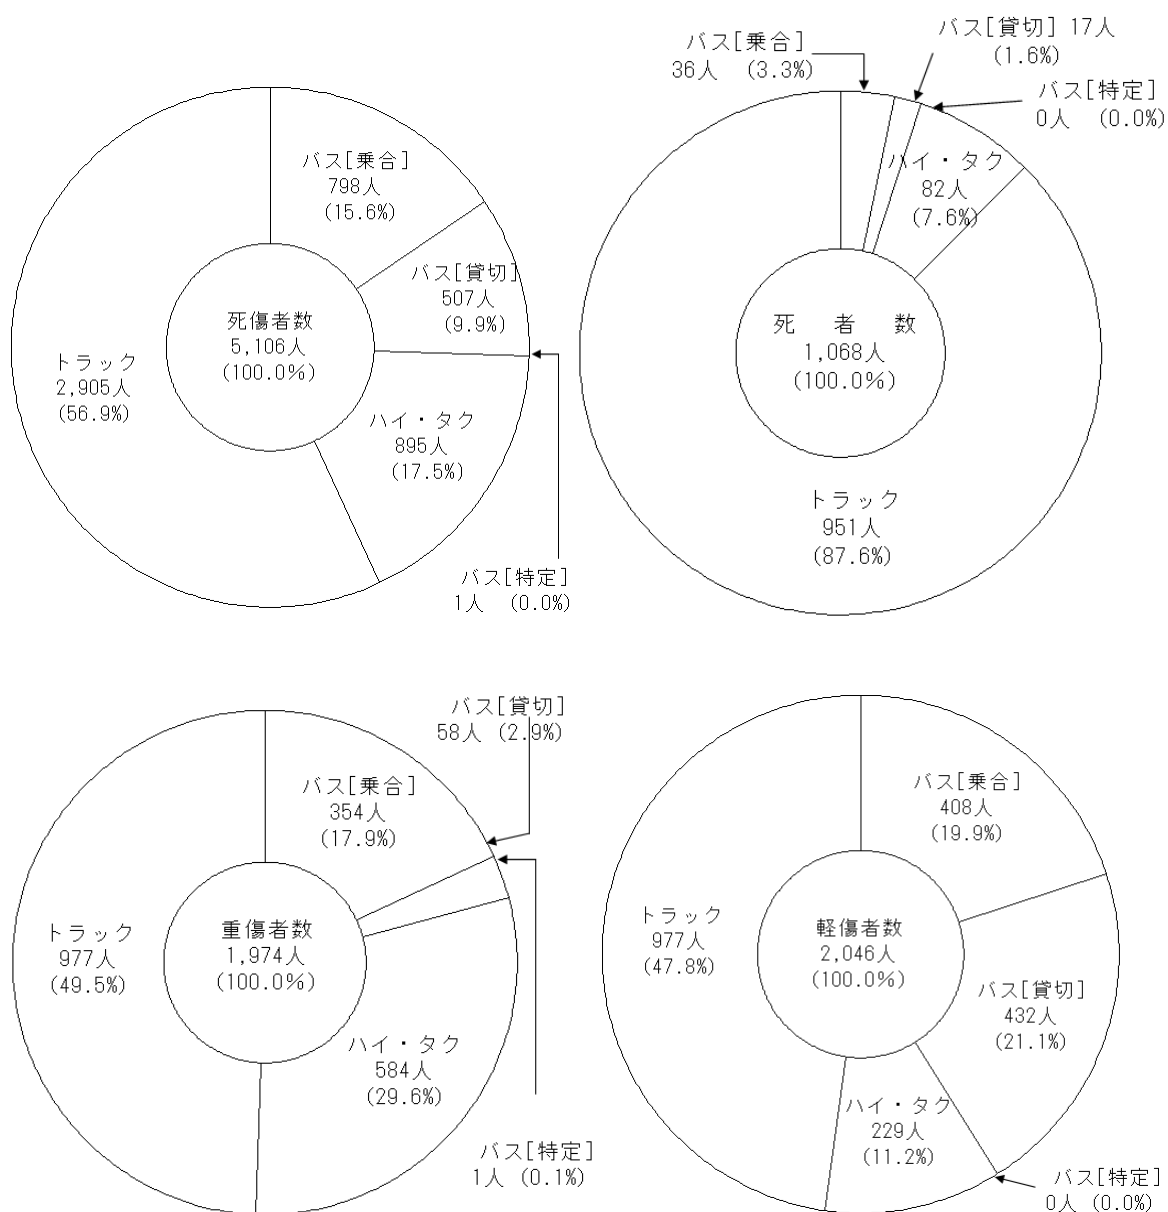 死傷者数
5,106人
(100.0%)
バス[乗合]
798人
(15.6%)
バス[貸切]
507人
(9.9%)
バス[特定]
1人 (0.0%)
ハイ・タク
895人
(17.5%)
トラック
2,905人
(56.9%)
死 者 数
1,068人
(100.0%)
バス[乗合]
36人 (3.3%)
バス[貸切] 17人
(1.6%)
バス[特定]
0人 (0.0%)
ハイ・タク
82人
(7.6%)
トラック
951人
(87.6%)
重傷者数
1,974人
(100.0%)
バス[乗合]
354人
(17.9%)
バス[貸切]
58人 (2.9%)
バス[特定]
1人 (0.1%)
ハイ・タク
584人
(29.6%)
トラック
977人
(49.5%)
軽傷者数
2,046人
(100.0%)
バス[乗合]
408人
(19.9%)
バス[貸切]
432人
(21.1%)
バス[特定]
0人 (0.0%)
ハイ・タク
229人
(11.2%)
トラック
977人
(47.8%)